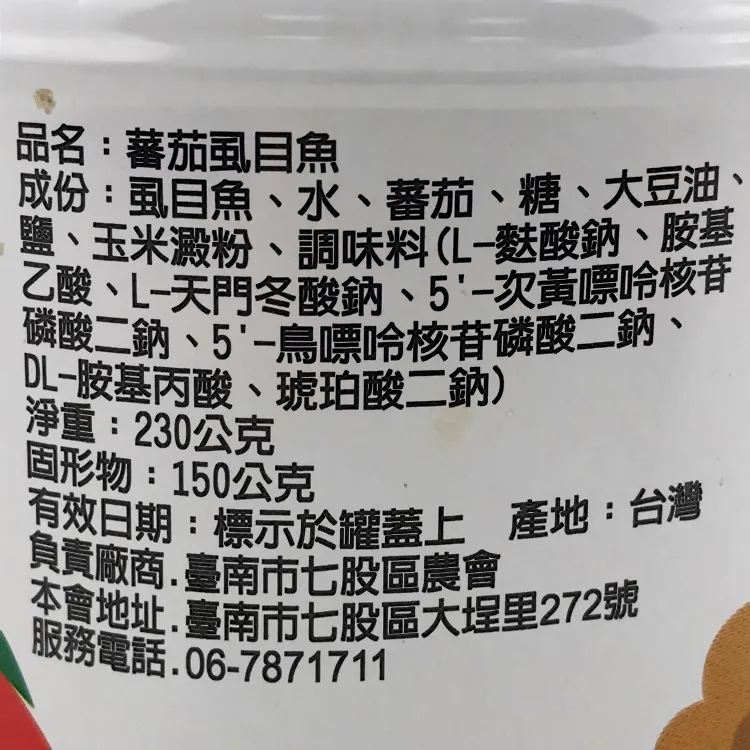 品名：蕃茄虱目魚
成份：虱目魚、水、蕃茄、糖、大豆油、
鹽、玉米澱粉、調味料(L-麩酸鈉、胺基
乙酸、L-天門冬酸鈉、5'-次黃嘌呤核苷
磷酸二鈉、5'-鳥嘌呤核苷磷酸二鈉、
DL-胺基丙酸、琥珀酸二鈉)
淨重：230公克
固形物：150公克
有效日期：標示於罐蓋上 產地：台灣
負責廠商.臺南市七股區農會
本會地址.臺南市七股區大埕里272號
服務電話.06-7871711